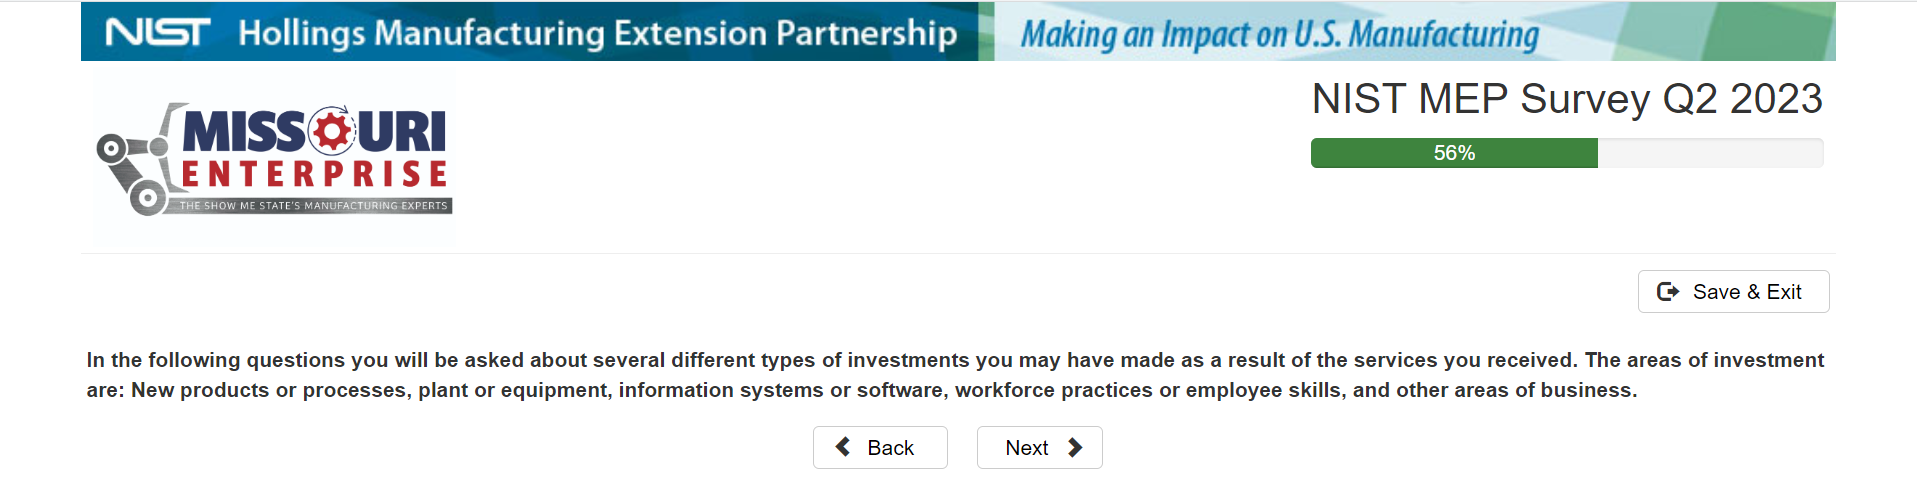 NIST Hollings Manufacturing Extension Partnership Making an Impact on U.S. Manufacturing
NIST MEP Survey Q2 2023
MISSOURI
ENTERPRISE
THE SHOW ME STATE'S MANUFACTURING EXPERTS
56%
Save & Exit
In the following questions you will be asked about several different types of investments you may have made as a result of the services you received. The areas of investment
are: New products or processes, plant or equipment, information systems or software, workforce practices or employee skills, and other areas of business.
Back Next